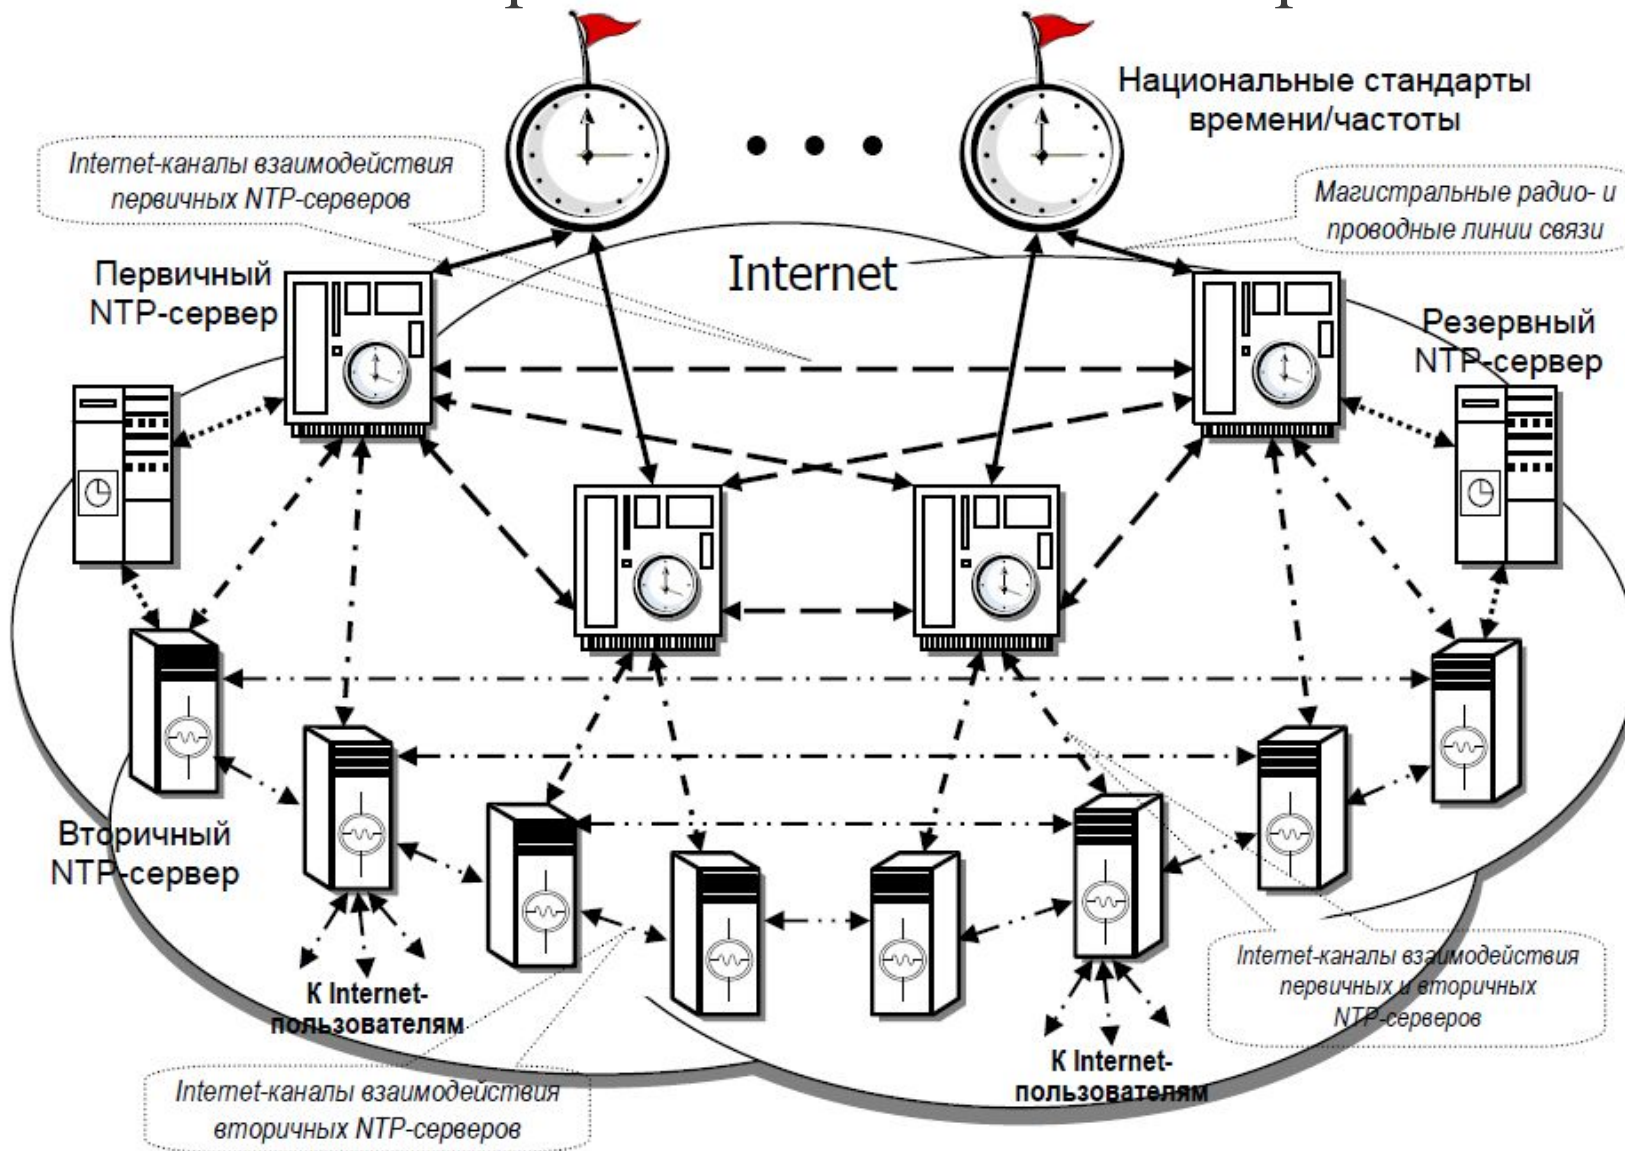 Национальные стандарты
времени/частоты
Internet-каналы взаимодействия
первичных NTP-серверов
Магистральные радио- и
проводные линии связи
Internet
Первичный
NTP-сервер
Резервный
NTP-сервер
Вторичный
NTP-сервер
К Internet-
пользователям
Internet-каналы взаимодействия
первичных и вторичных
NTP-серверов
К Internet-
пользователям
Internet-каналы взаимодействия
вторичных NTP-серверов